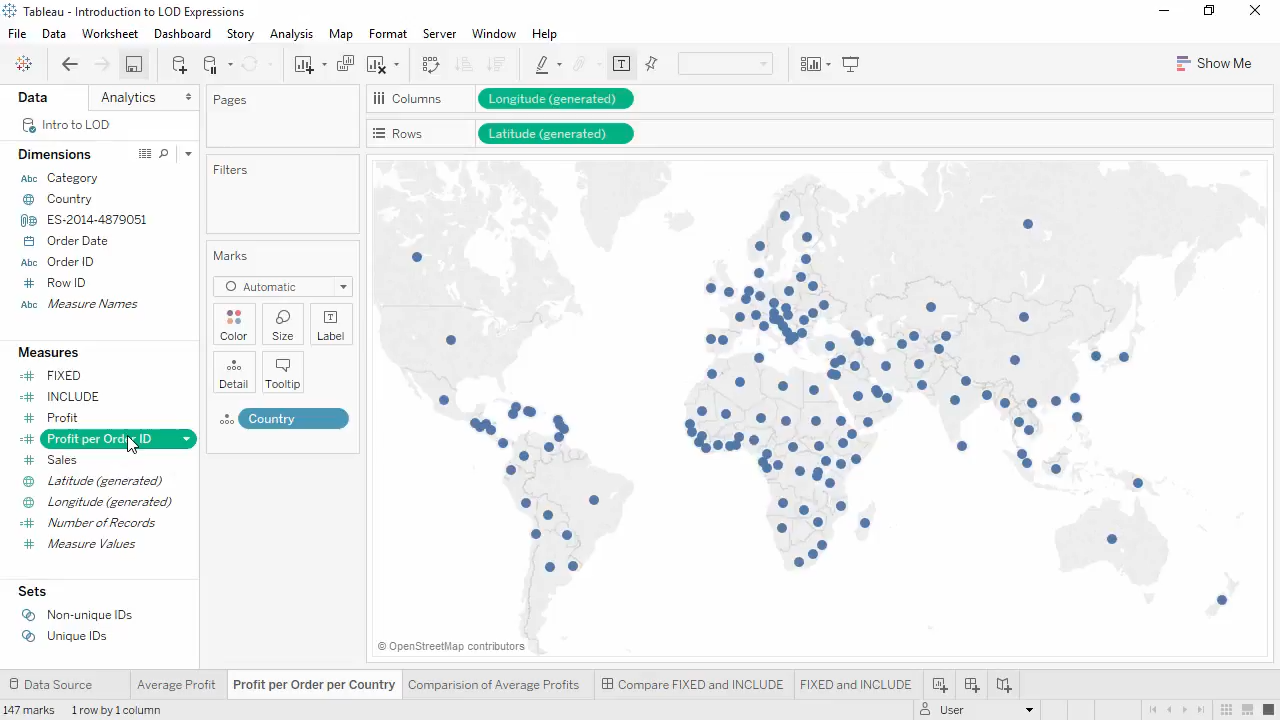 Tableau - Introduction to LOD Expressions
File Data Worksheet Dashboard Story Analysis Map Format Server Window Help
Show Me
Data Analytics
Intro to LOD
Dimensions
Abc Category
Country
ES-2014-4879051
Order Date
Abc Order ID
Row ID
Abc Measure Names
Measures
FIXED
INCLUDE
Profit
Profit per Order ID
Sales
Latitude (generated)
Longitude (generated)
Number of Records
Measure Values
Sets
Non-unique IDs
Unique IDs
Pages
Filters
Marks
Automatic
Color Size Label
Detail Tooltip
Country
Columns Longitude (generated)
Rows Latitude (generated)
© OpenStreetMap contributors
Data Source Average Profit Profit per Order per Country Comparison of Average Profits Compare FIXED and INCLUDE FIXED and INCLUDE
147 marks 1 row by 1 column User